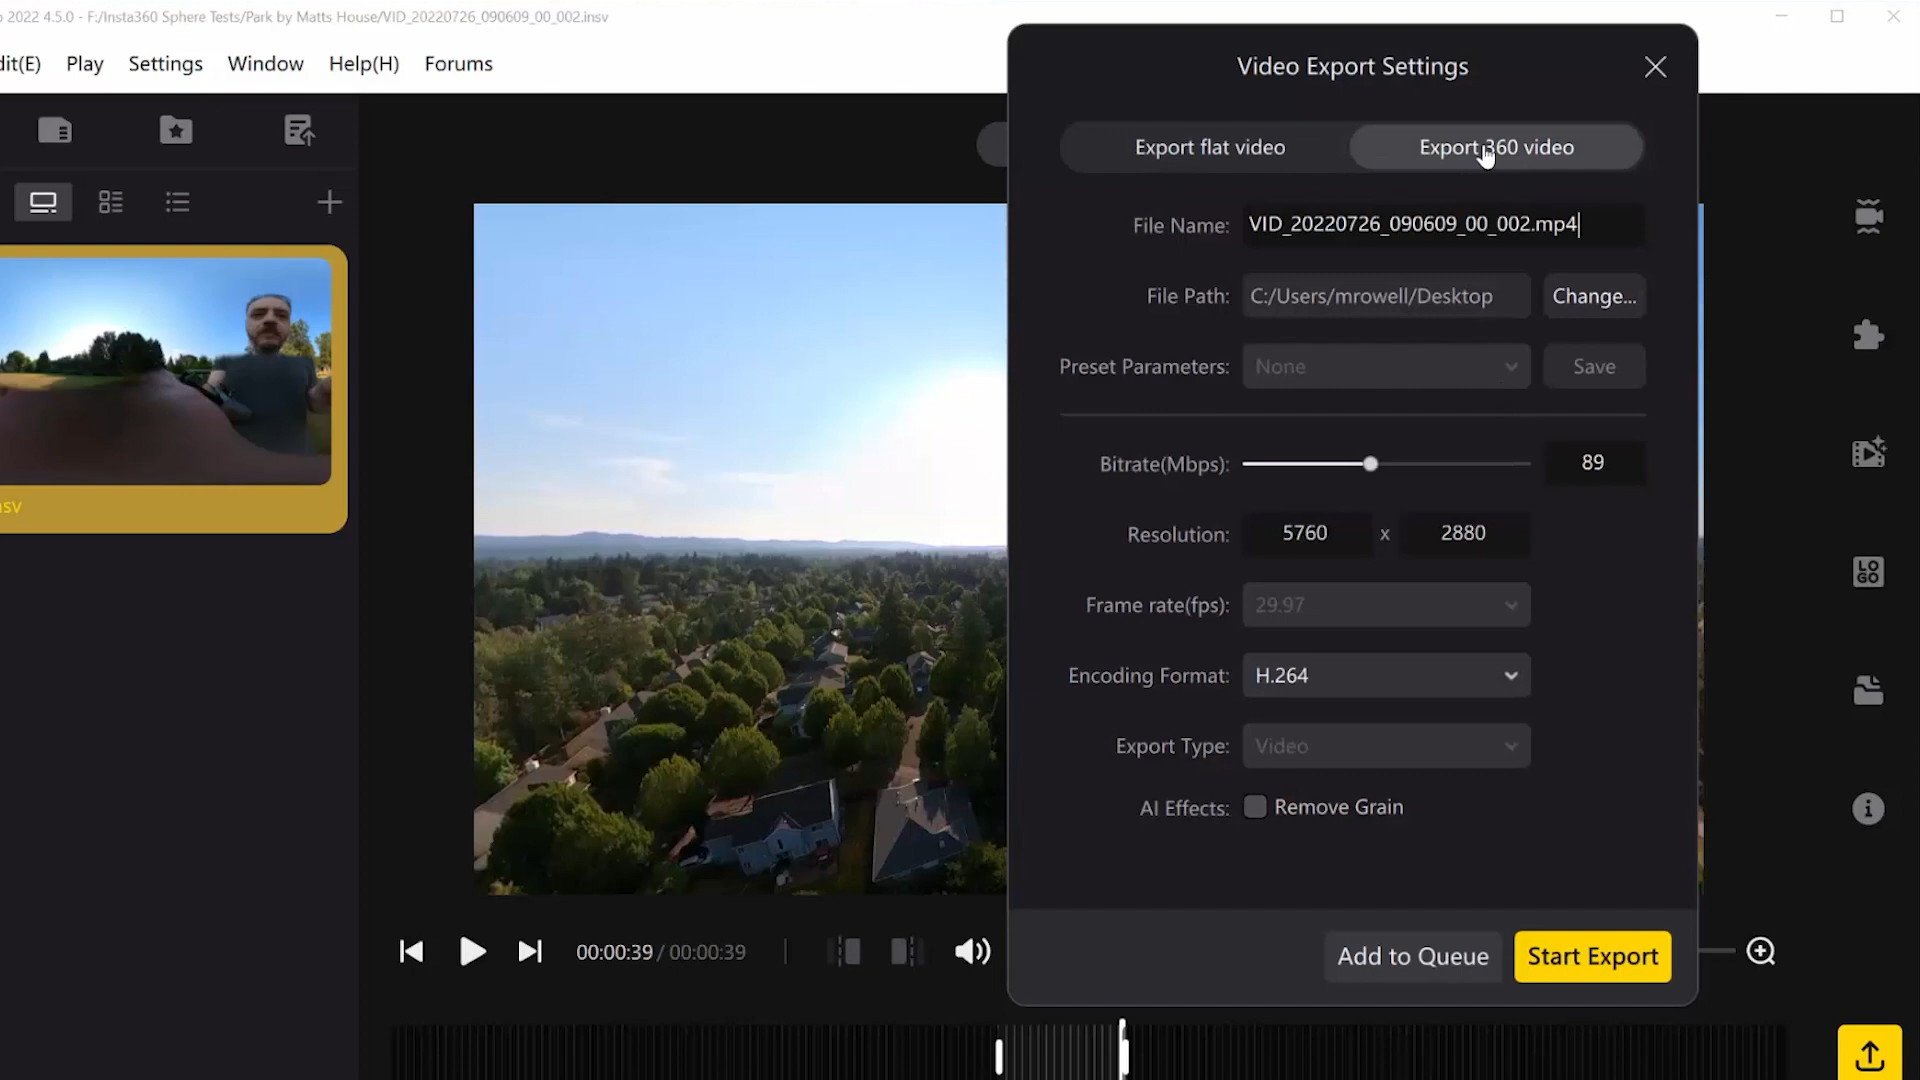 2022 4.5.0 - F:/Insta360 Sphere Tests/Park by Matts House/VID_20220726_090609_00_002.insv
dit(E) Play Settings Window Help(H) Forums
Video Export Settings
Export flat video Export 360 video
File Name: VID_20220726_090609_00_002.mp4
File Path: C:/Users/mrowell/Desktop Change...
Preset Parameters: None Save
Bitrate(Mbps): 89
Resolution: 5760 x 2880
Frame rate(fps): 29.97
Encoding Format: H.264
Export Type: Video
AI Effects: Remove Grain
LOGO
sv
00:00:39 / 00:00:39
Add to Queue Start Export